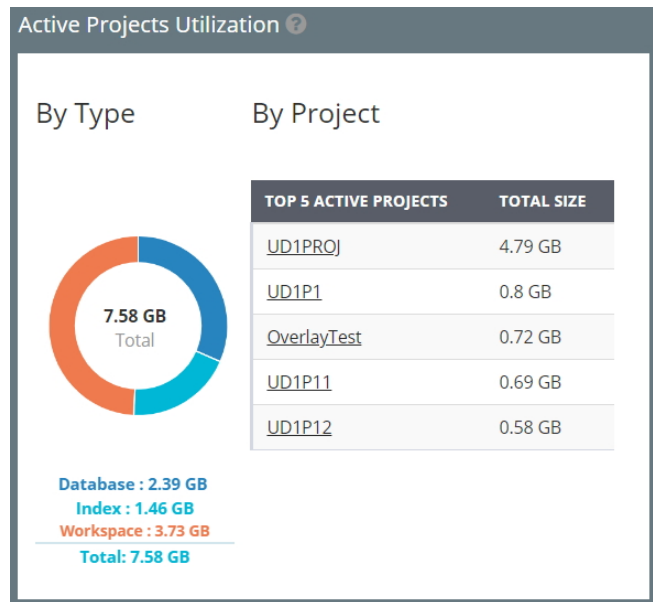 Active Projects Utilization ?
By Type
By Project
TOP 5 ACTIVE PROJECTS TOTAL SIZE
UD1PROJ 4.79 GB
UD1P1 0.8 GB
OverlayTest 0.72 GB
UD1P11 0.69 GB
UD1P12 0.58 GB
7.58 GB
Total
Database : 2.39 GB
Index : 1.46 GB
Workspace : 3.73 GB
Total: 7.58 GB